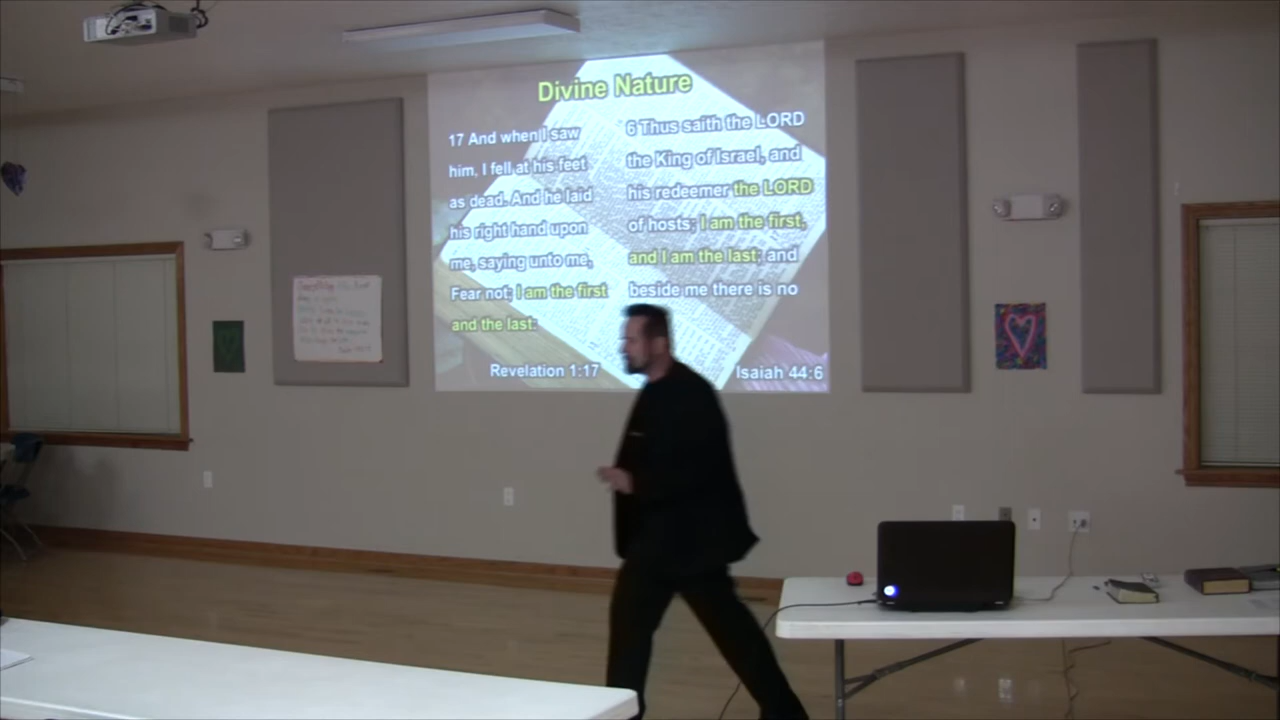 Divine Nature
17 And when I saw
him, I fell at his feet
as dead. And he laid
his right hand upon
me, saying unto me,
Fear not; I am the first
and the last:
Revelation 1:17
6 Thus saith the LORD
the King of Israel, and
his redeemer the LORD
of hosts; I am the first,
and I am the last; and
beside me there is no
Isaiah 44:6